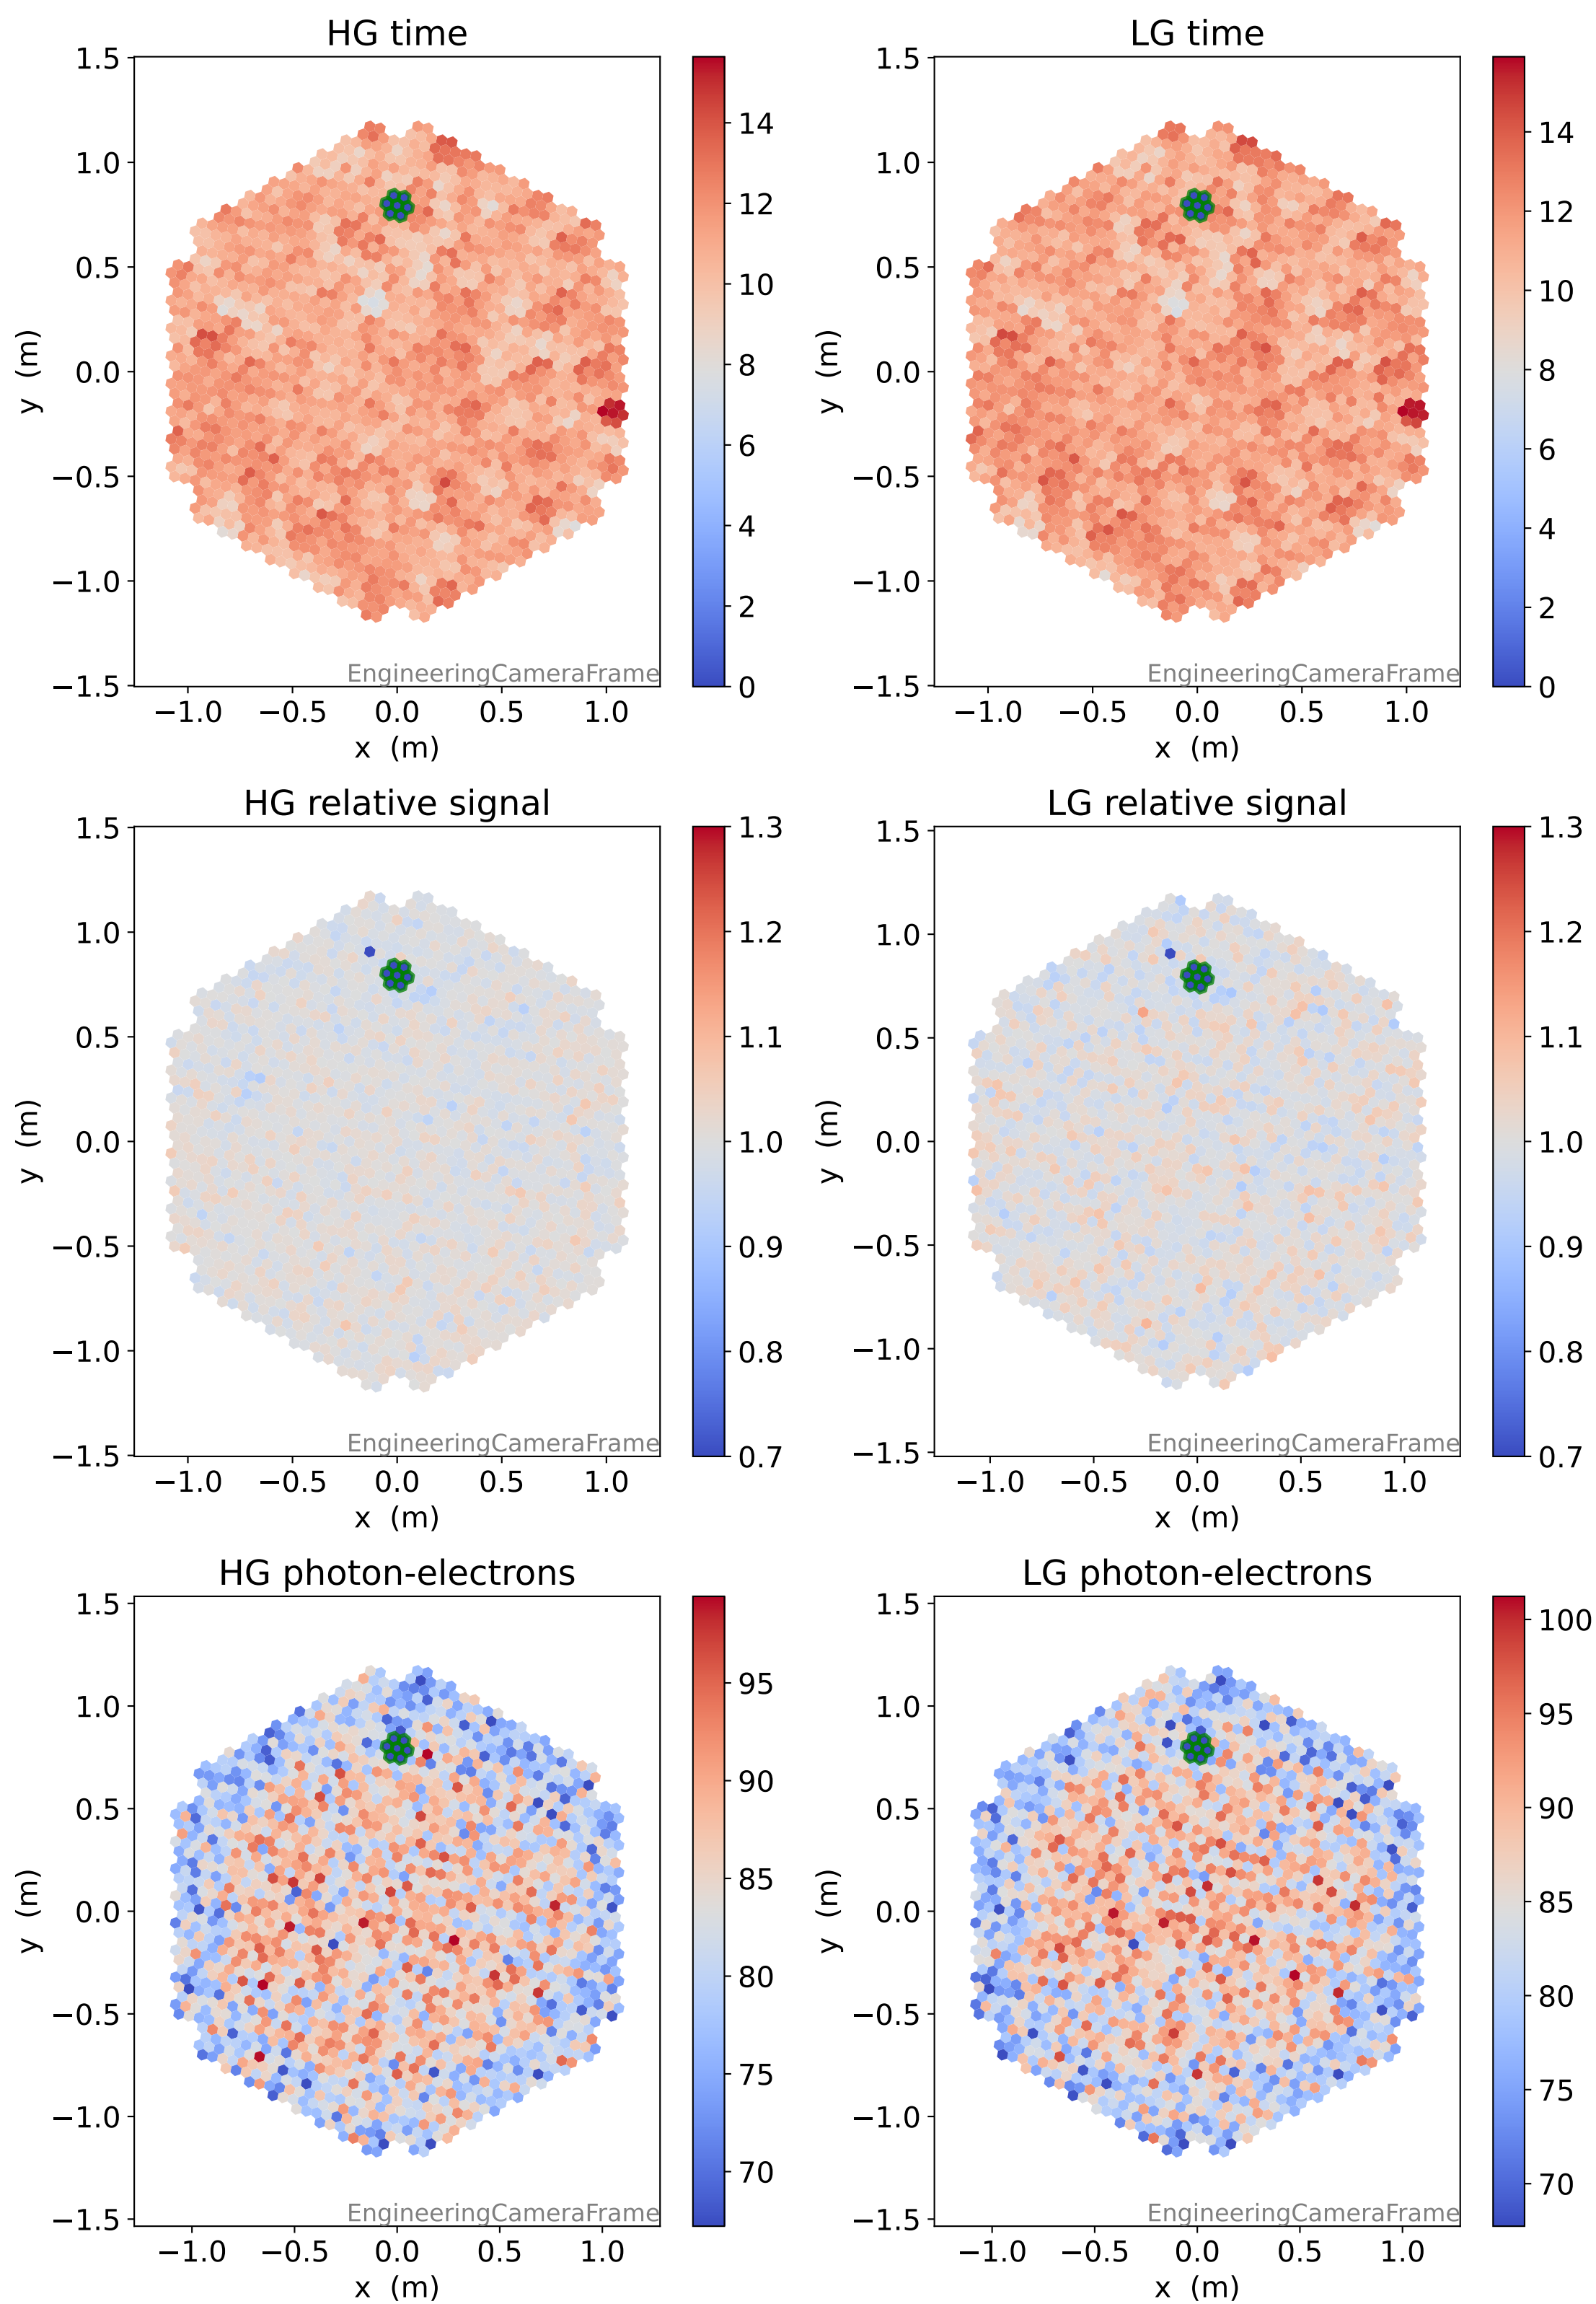 HG time
LG time
1.5
1.0
0.5
0.0
−0.5
−1.0
−1.5
y (m)
−1.0 −0.5 0.0 0.5 1.0
x (m)
EngineeringCameraFrame
14
12
10
8
6
4
2
0
1.5
1.0
0.5
0.0
−0.5
−1.0
−1.5
y (m)
−1.0 −0.5 0.0 0.5 1.0
x (m)
EngineeringCameraFrame
14
12
10
8
6
4
2
0
HG relative signal
LG relative signal
1.5
1.0
0.5
0.0
−0.5
−1.0
−1.5
y (m)
−1.0 −0.5 0.0 0.5 1.0
x (m)
EngineeringCameraFrame
1.3
1.2
1.1
1.0
0.9
0.8
0.7
1.5
1.0
0.5
0.0
−0.5
−1.0
−1.5
y (m)
−1.0 −0.5 0.0 0.5 1.0
x (m)
EngineeringCameraFrame
1.3
1.2
1.1
1.0
0.9
0.8
0.7
HG photon-electrons
LG photon-electrons
1.5
1.0
0.5
0.0
−0.5
−1.0
−1.5
y (m)
−1.0 −0.5 0.0 0.5 1.0
x (m)
EngineeringCameraFrame
95
90
85
80
75
70
1.5
1.0
0.5
0.0
−0.5
−1.0
−1.5
y (m)
−1.0 −0.5 0.0 0.5 1.0
x (m)
EngineeringCameraFrame
100
95
90
85
80
75
70